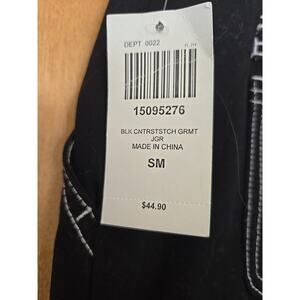 DEPT 0022
15095276
BLK CNTRSTSTCH GRMT
JGR
MADE IN CHINA
SM
$44.90